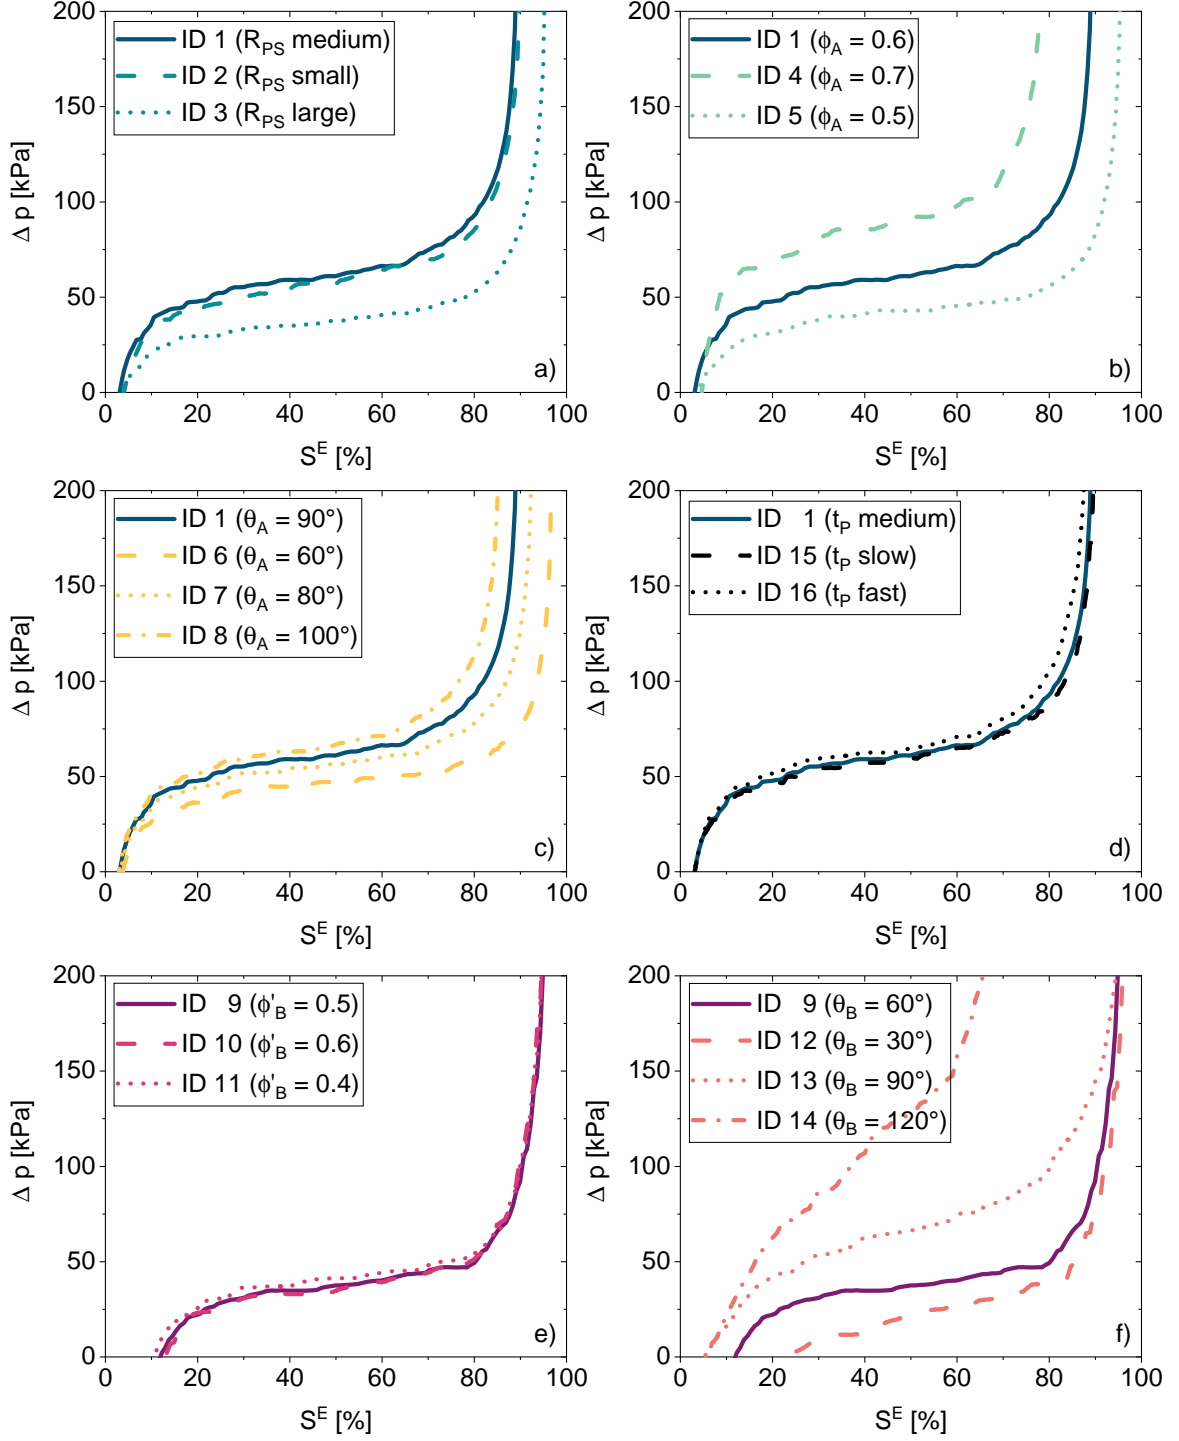 200
150
100
50
0
Δ p [kPa]
ID 1 (R_PS medium)
ID 2 (R_PS small)
ID 3 (R_PS large)
a)
0 20 40 60 80 100
S^E [%]
200
150
100
50
0
Δ p [kPa]
ID 1 (ϕ_A = 0.6)
ID 4 (ϕ_A = 0.7)
ID 5 (ϕ_A = 0.5)
b)
0 20 40 60 80 100
S^E [%]
200
150
100
50
0
Δ p [kPa]
ID 1 (θ_A = 90°)
ID 6 (θ_A = 60°)
ID 7 (θ_A = 80°)
ID 8 (θ_A = 100°)
c)
0 20 40 60 80 100
S^E [%]
200
150
100
50
0
Δ p [kPa]
ID 1 (t_P medium)
ID 15 (t_P slow)
ID 16 (t_P fast)
d)
0 20 40 60 80 100
S^E [%]
200
150
100
50
0
Δ p [kPa]
ID 9 (ϕ'_B = 0.5)
ID 10 (ϕ'_B = 0.6)
ID 11 (ϕ'_B = 0.4)
e)
0 20 40 60 80 100
S^E [%]
200
150
100
50
0
Δ p [kPa]
ID 9 (θ_B = 60°)
ID 12 (θ_B = 30°)
ID 13 (θ_B = 90°)
ID 14 (θ_B = 120°)
f)
0 20 40 60 80 100
S^E [%]